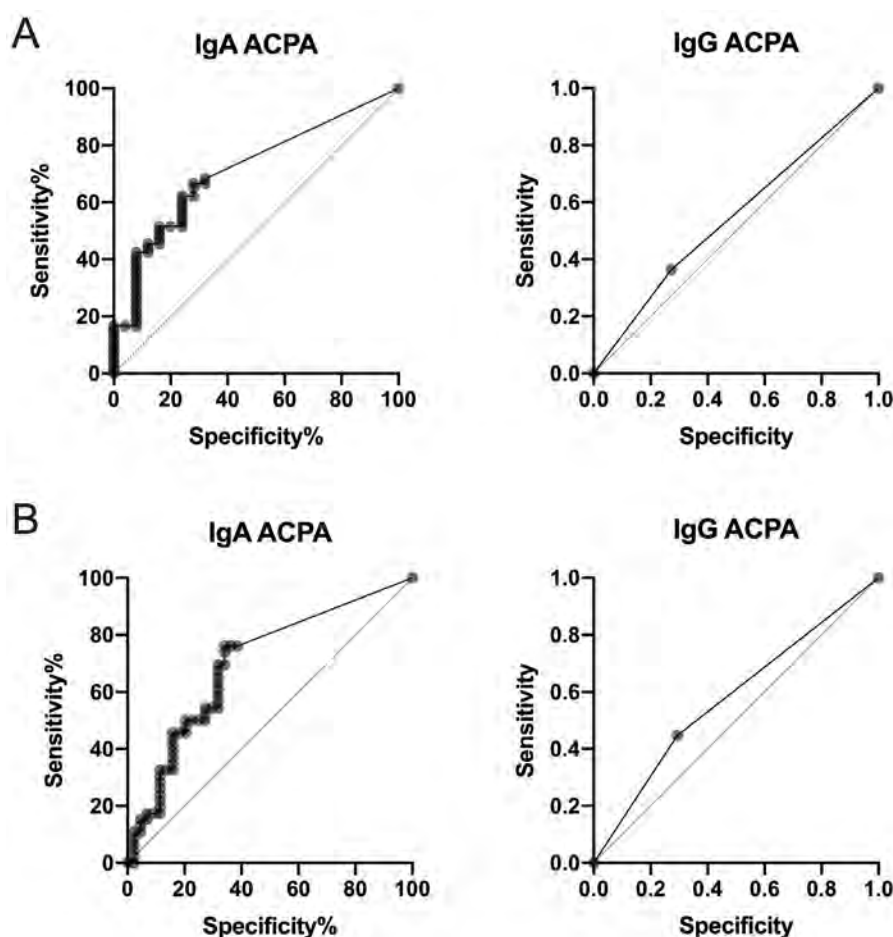 A
IgA ACPA
100
80
60
40
20
0
Sensitivity%
0 20 40 60 80 100
Specificity%
IgG ACPA
1.0
0.8
0.6
0.4
0.2
0.0
Sensitivity
0.0 0.2 0.4 0.6 0.8 1.0
Specificity
B
IgA ACPA
100
80
60
40
20
0
Sensitivity%
0 20 40 60 80 100
Specificity%
IgG ACPA
1.0
0.8
0.6
0.4
0.2
0.0
Sensitivity
0.0 0.2 0.4 0.6 0.8 1.0
Specificity